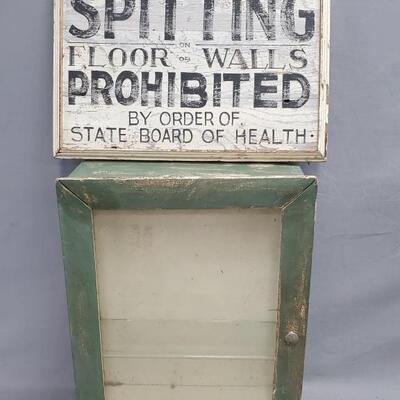 SPITTING
ON
FLOOR OR WALLS
PROHIBITED
BY ORDER OF.
STATE BOARD OF HEALTH.